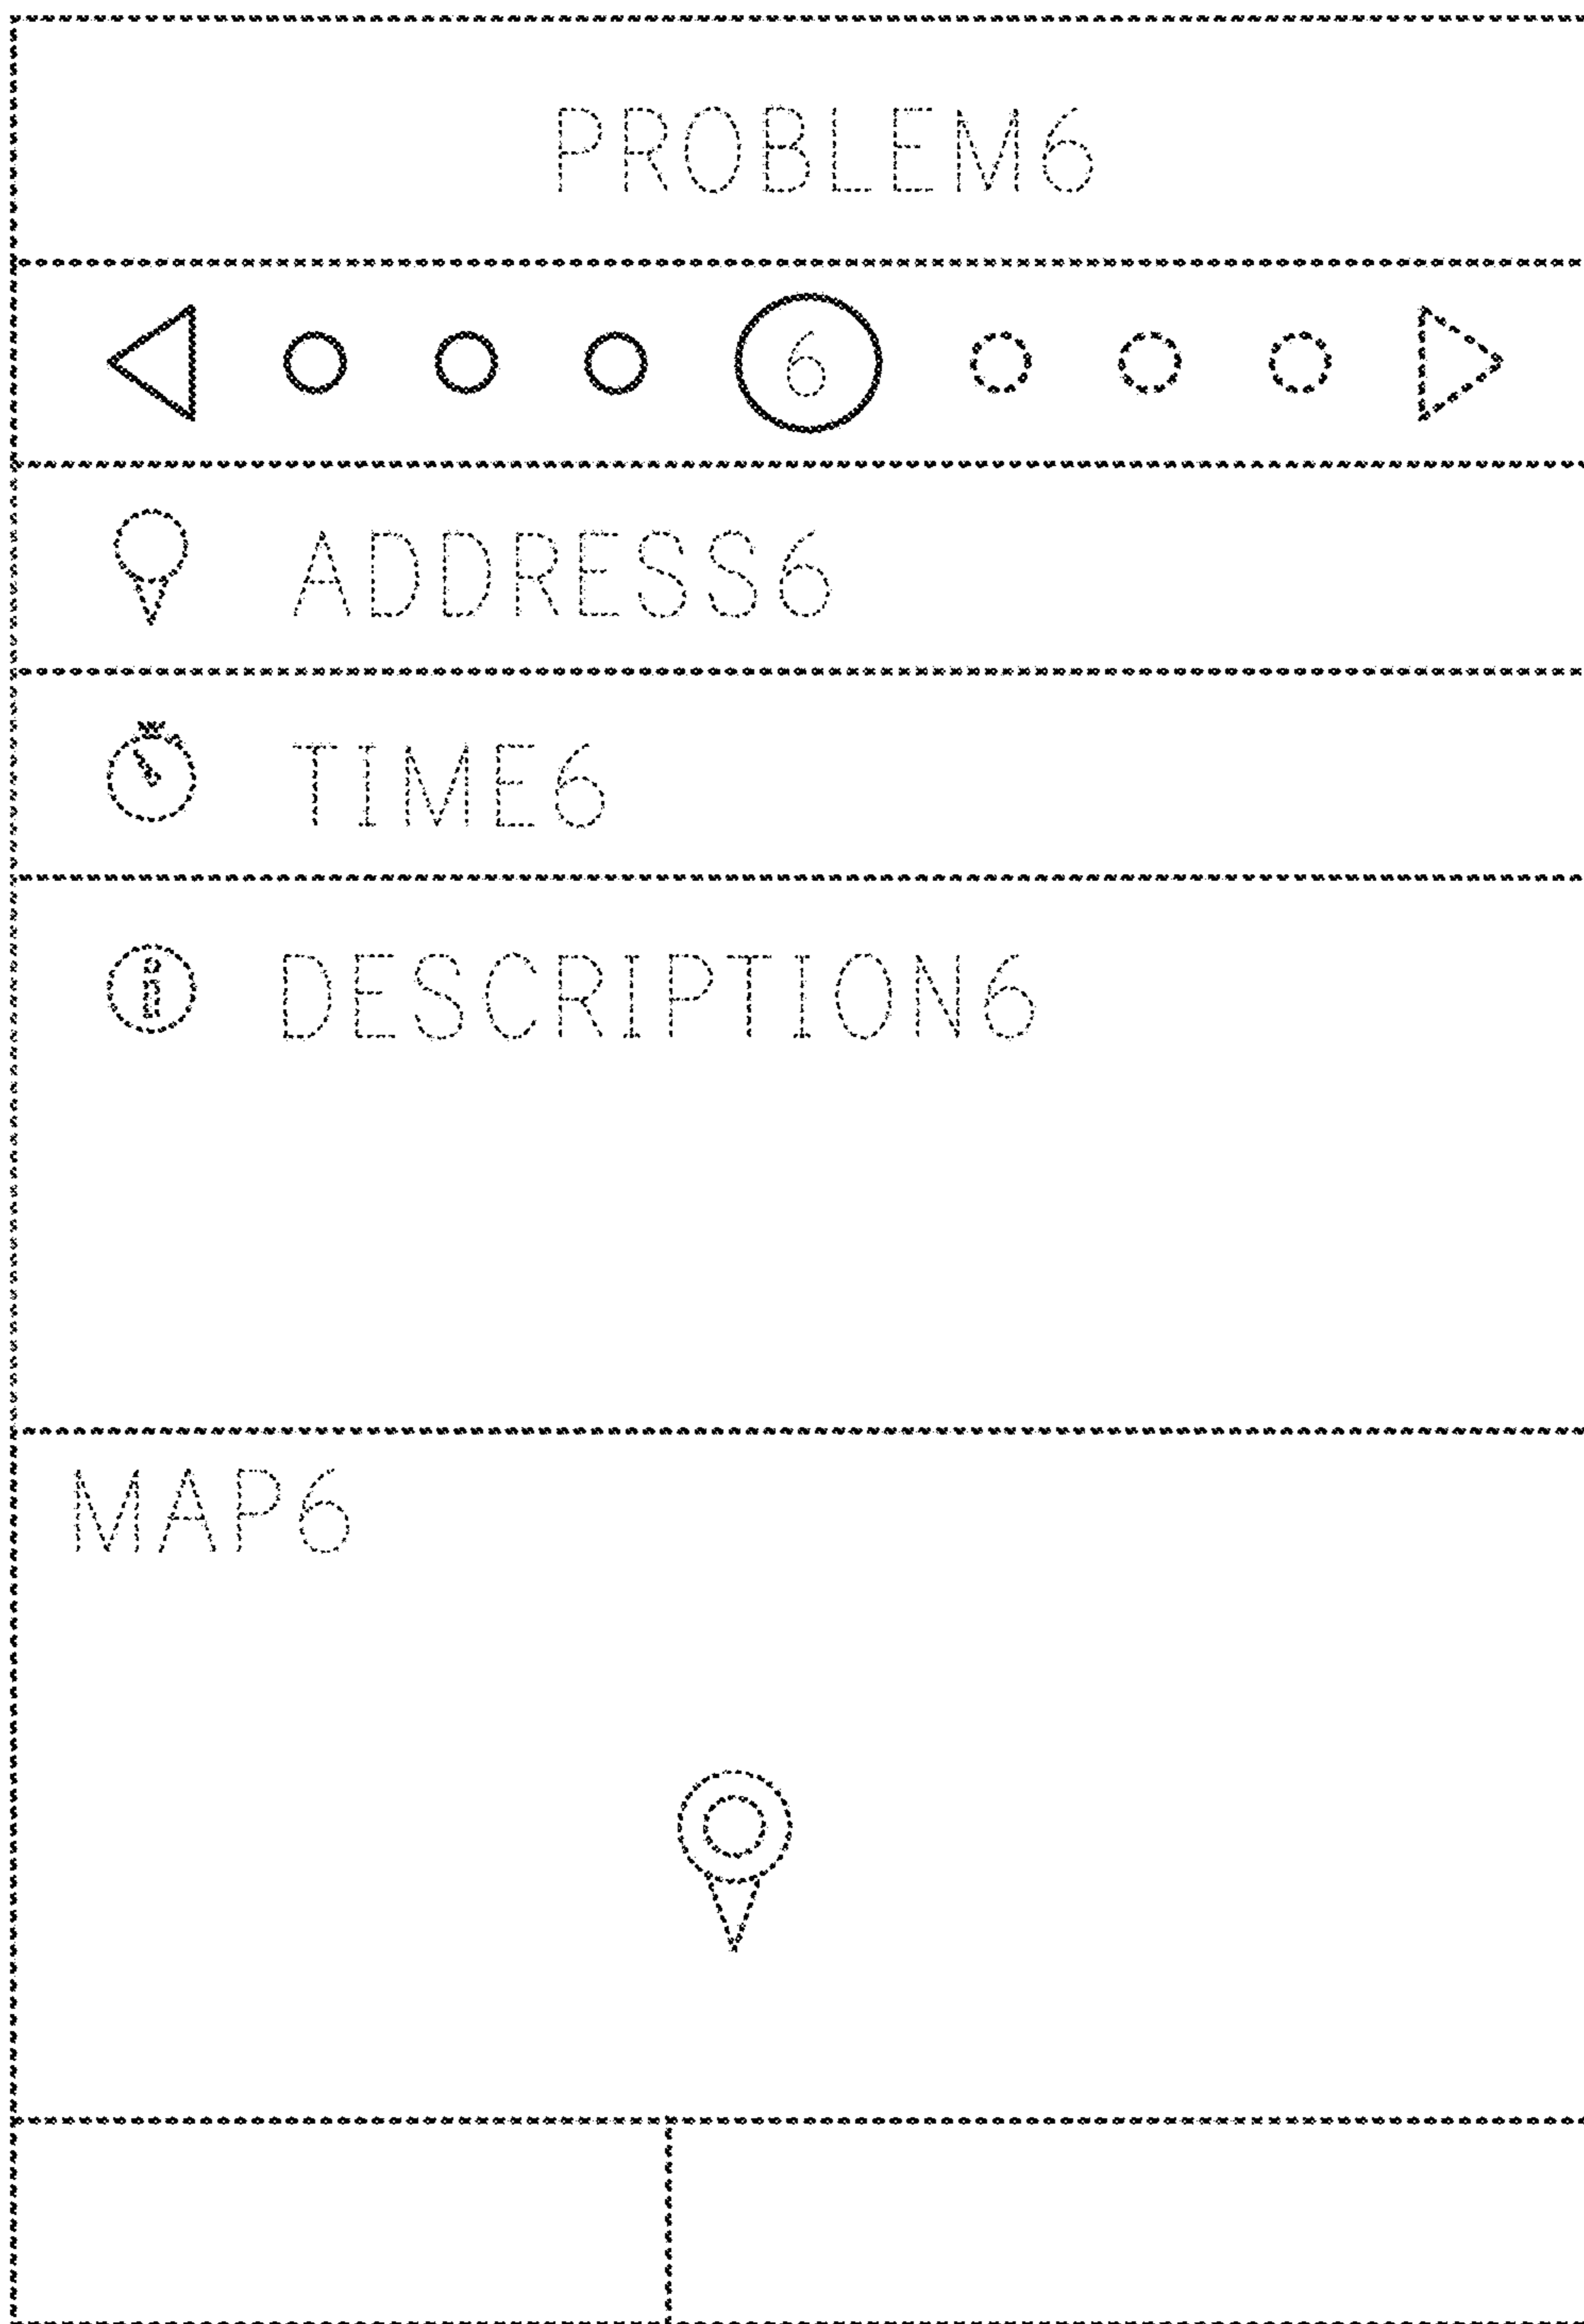 PROBLEM6
6
ADDRESS6
TIME6
i DESCRIPTION6
MAP6